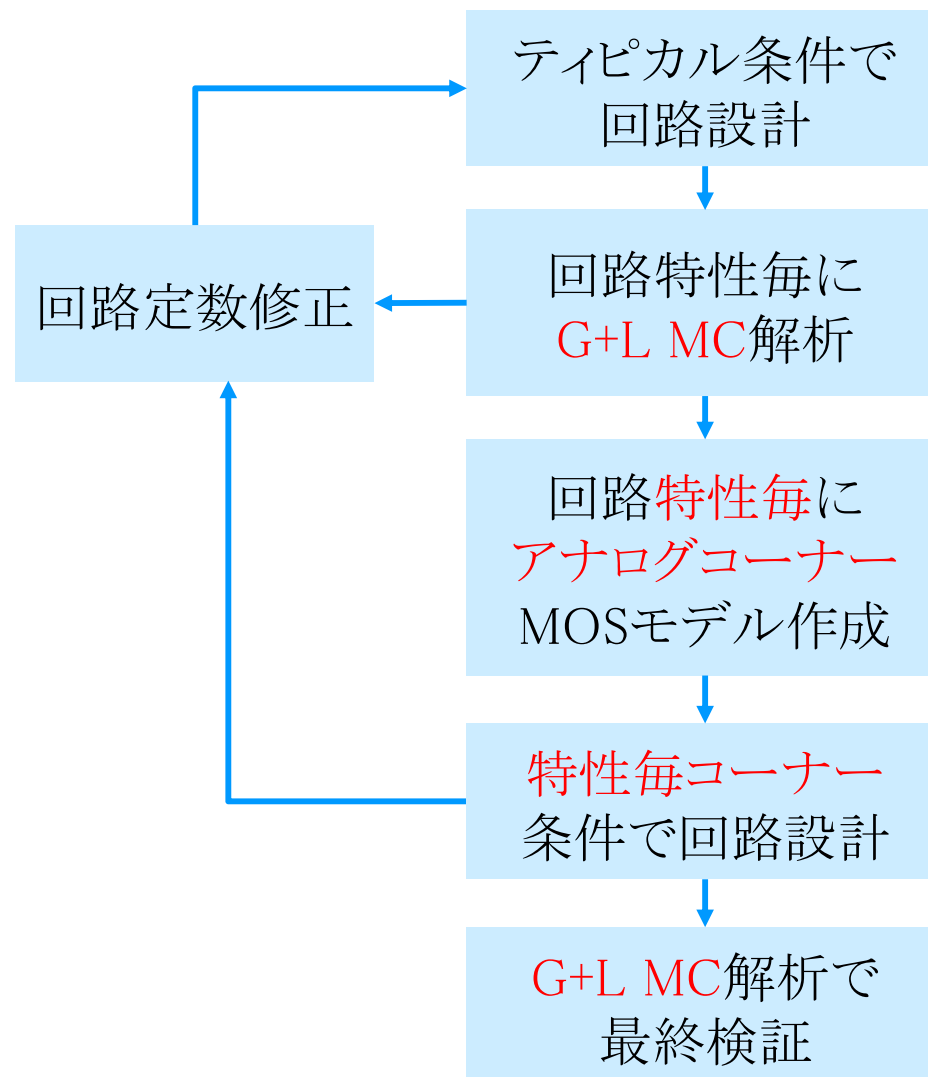 ティピカル条件で
回路設計
回路特性毎に
G+L MC解析
回路定数修正
回路特性毎に
アナログコーナー
MOSモデル作成
特性毎コーナー
条件で回路設計
G+L MC解析で
最終検証